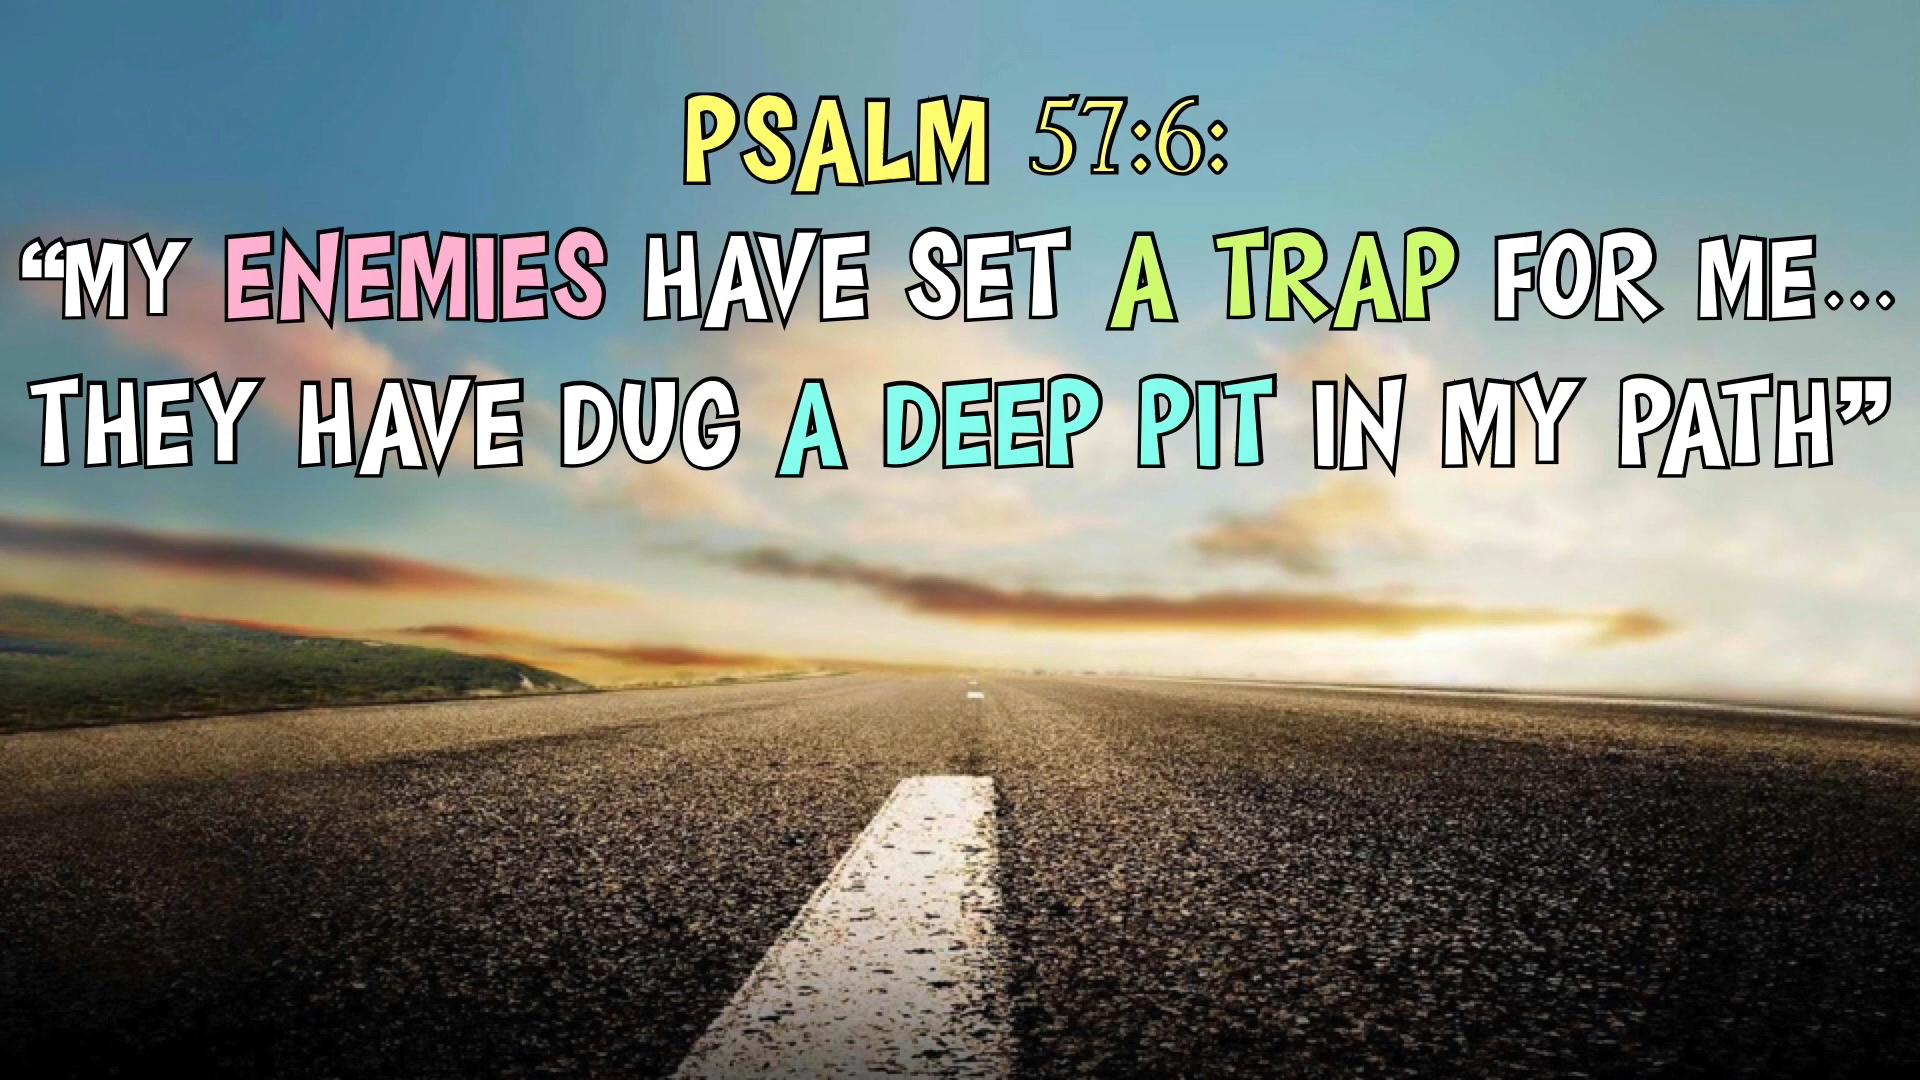 PSALM 57:6:
“MY ENEMIES HAVE SET A TRAP FOR ME...
THEY HAVE DUG A DEEP PIT IN MY PATH”